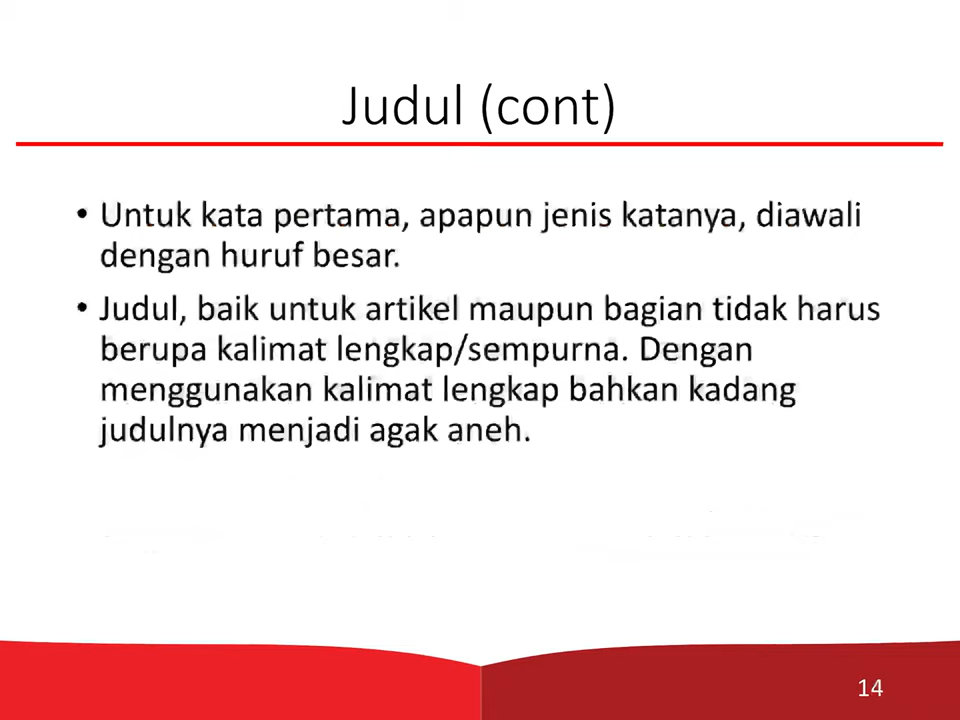 Judul (cont)
• Untuk kata pertama, apapun jenis katanya, diawali
dengan huruf besar.
• Judul, baik untuk artikel maupun bagian tidak harus
berupa kalimat lengkap/sempurna. Dengan
menggunakan kalimat lengkap bahkan kadang
judulnya menjadi agak aneh.
14